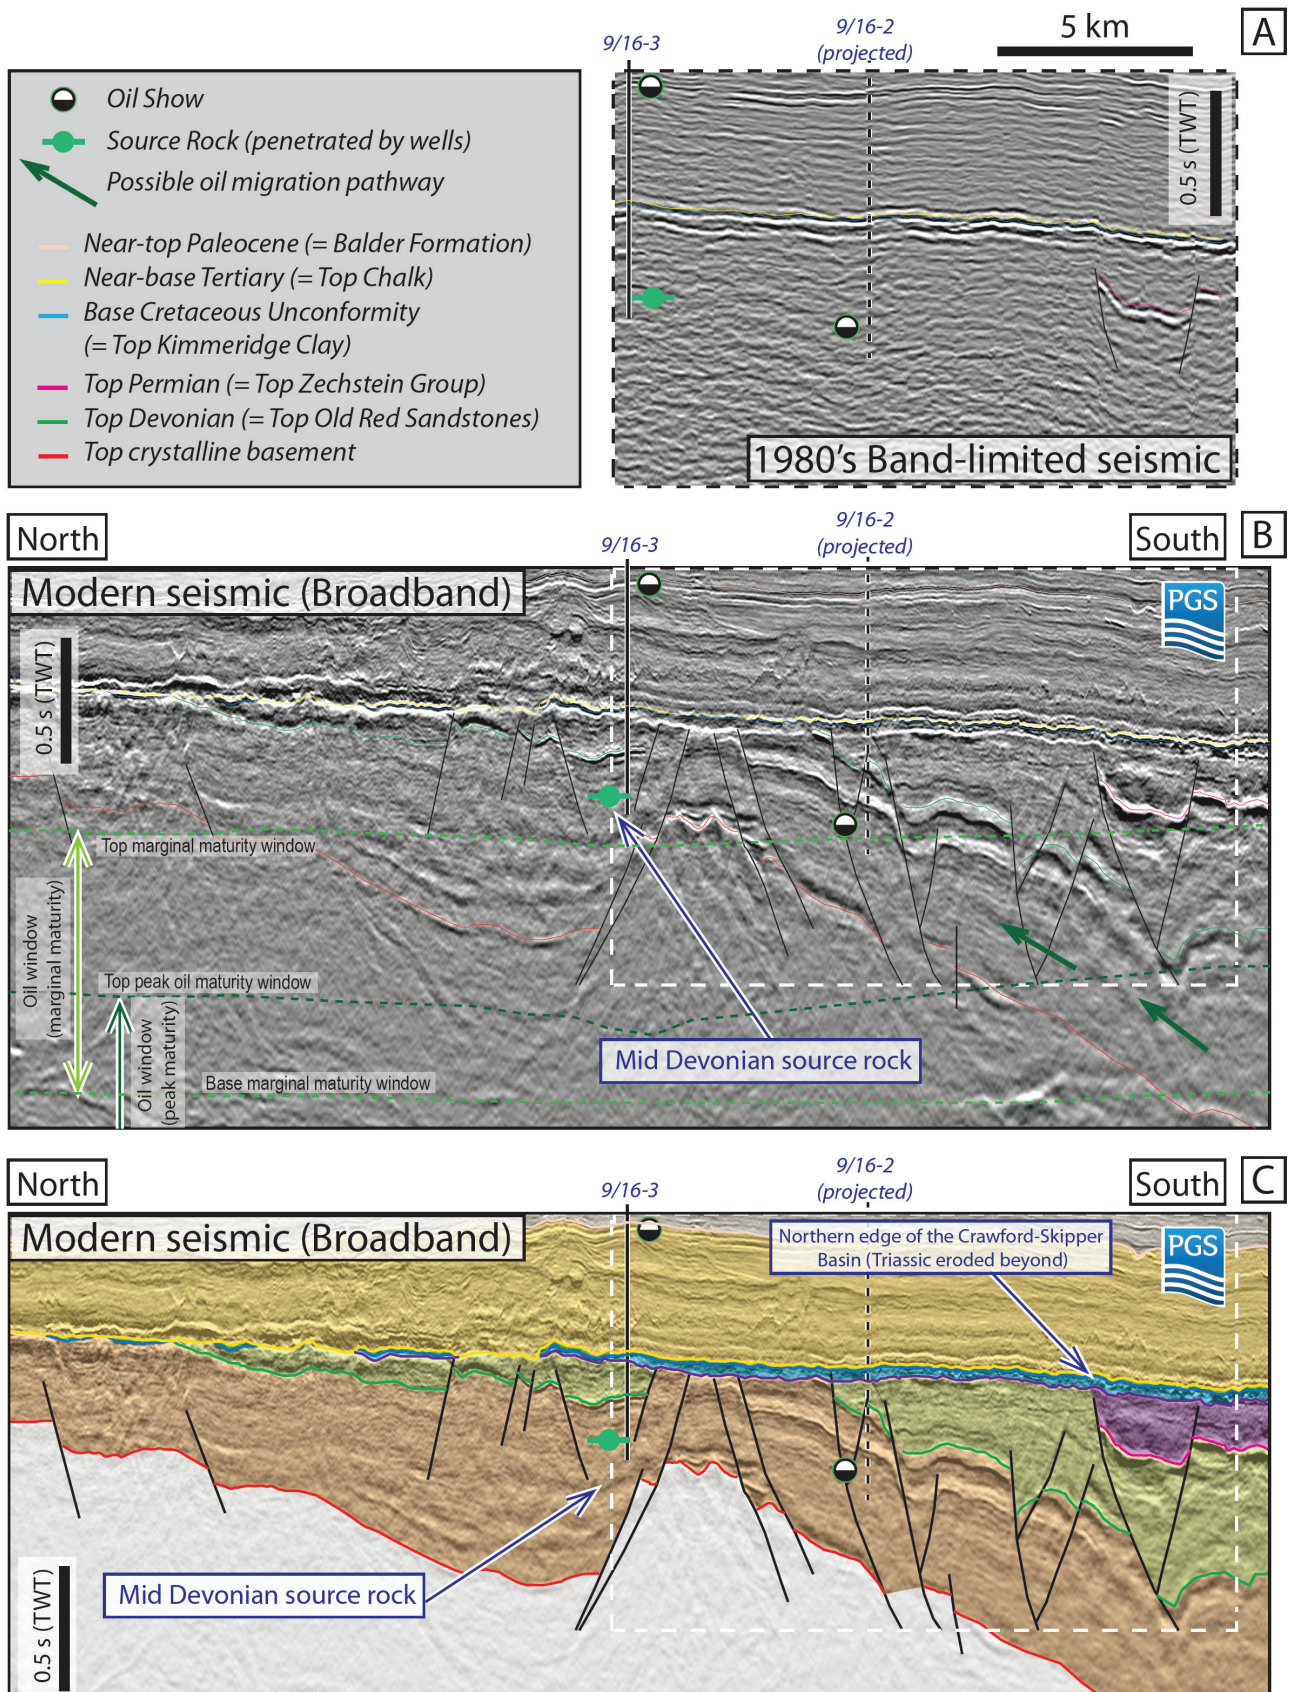 9/16-3
9/16-2
(projected)
5 km
A
Oil Show
Source Rock (penetrated by wells)
Possible oil migration pathway
Near-top Paleocene (= Balder Formation)
Near-base Tertiary (= Top Chalk)
Base Cretaceous Unconformity
(= Top Kimmeridge Clay)
Top Permian (= Top Zechstein Group)
Top Devonian (= Top Old Red Sandstones)
Top crystalline basement
0.5 s (TWT)
1980's Band-limited seismic
North
9/16-3
9/16-2
(projected)
South
B
Modern seismic (Broadband)
PGS
0.5 s (TWT)
Top marginal maturity window
Oil window
(marginal maturity)
Top peak oil maturity window
Oil window
(peak maturity)
Base marginal maturity window
Mid Devonian source rock
North
9/16-3
9/16-2
(projected)
South
C
Modern seismic (Broadband)
Northern edge of the Crawford-Skipper
Basin (Triassic eroded beyond)
PGS
Mid Devonian source rock
0.5 s (TWT)